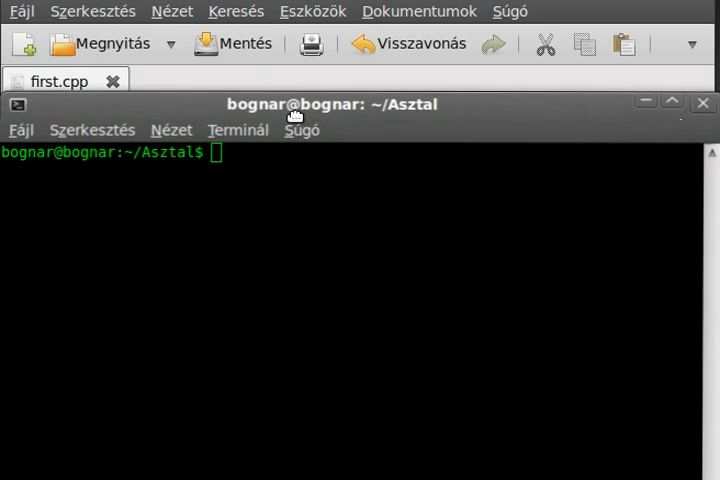 Fájl Szerkesztés Nézet Keresés Eszközök Dokumentumok Súgó
Megnyitás Mentés Visszavonás
first.cpp
bognar@bognar: ~/Asztal
Fájl Szerkesztés Nézet Terminál Súgó
bognar@bognar:~/Asztal$